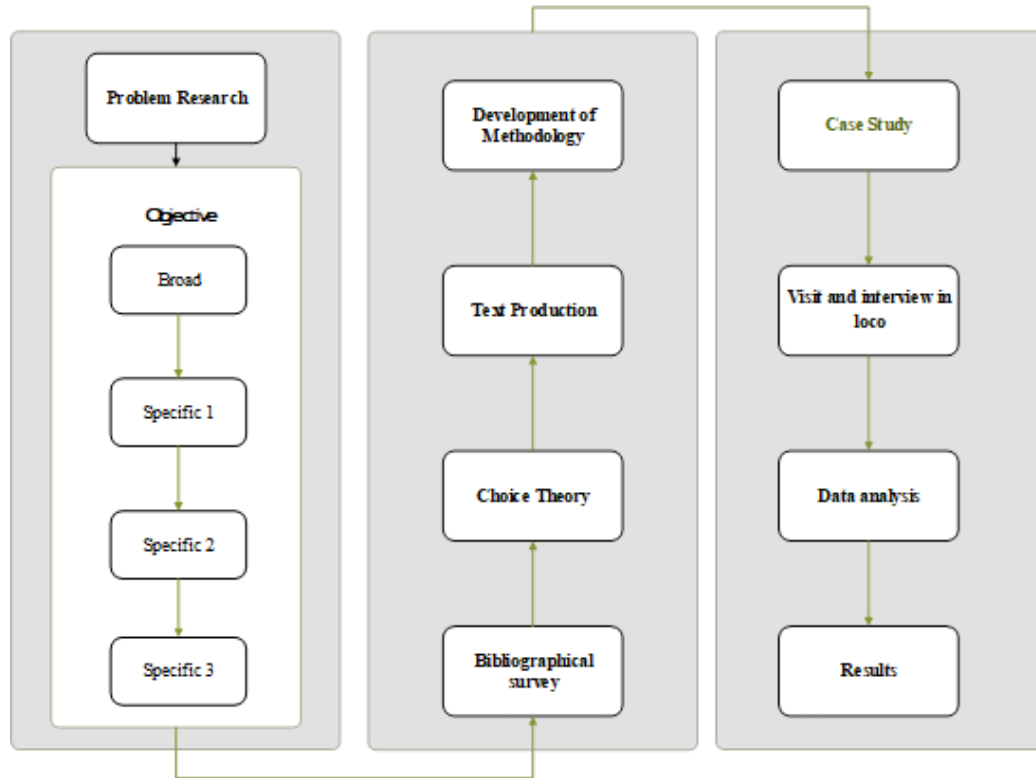 Problem Research
Objective
Broad
Specific 1
Specific 2
Specific 3
Development of
Methodology
Text Production
Choice Theory
Bibliographical
survey
Case Study
Visit and interview in
loco
Data analysis
Results